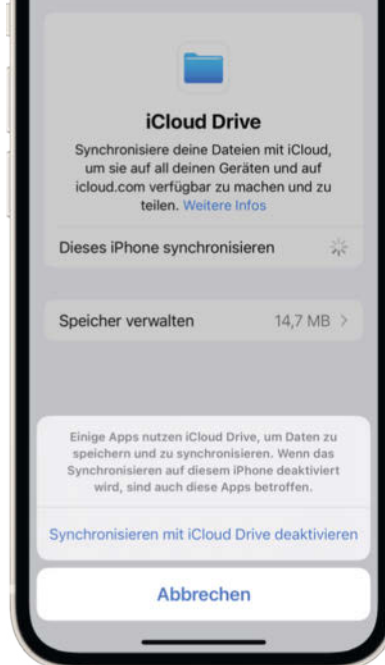 iCloud Drive
Synchronisiere deine Dateien mit iCloud,
um sie auf all deinen Geräten und auf
icloud.com verfügbar zu machen und zu
teilen. Weitere Infos
Dieses iPhone synchronisieren
Speicher verwalten 14,7 MB >
Einige Apps nutzen iCloud Drive, um Daten zu
speichern und zu synchronisieren. Wenn das
Synchronisieren auf diesem iPhone deaktiviert
wird, sind auch diese Apps betroffen.
Synchronisieren mit iCloud Drive deaktivieren
Abbrechen